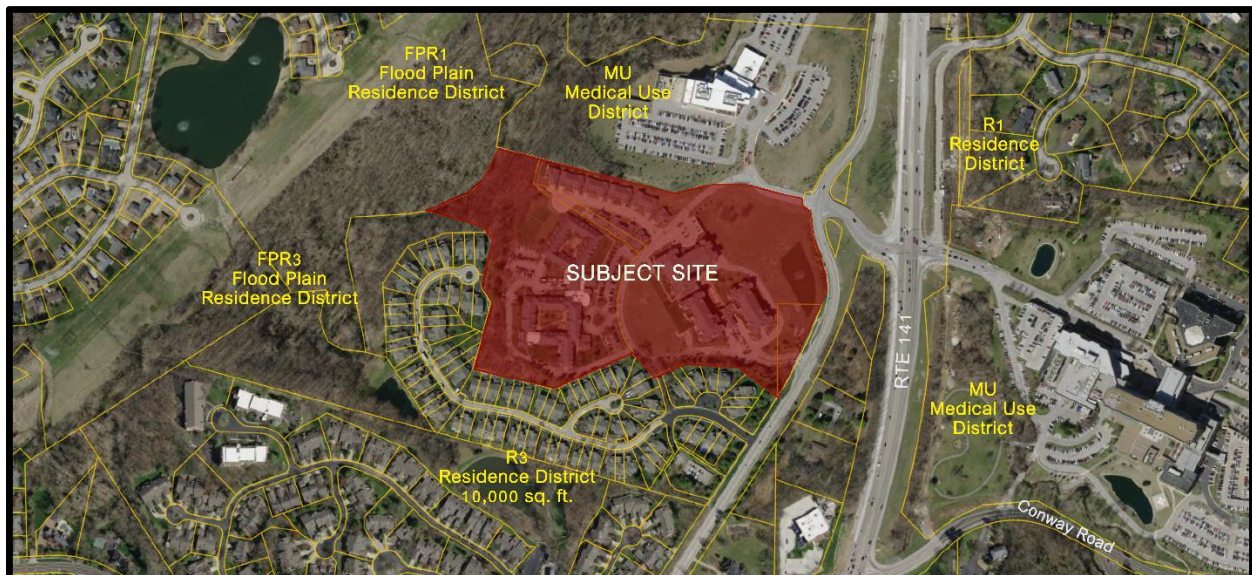 FPR1
Flood Plain
Residence District
MU
Medical Use
District
R1
Residence
District
FPR3
Flood Plain
Residence District
SUBJECT SITE
RTE 141
MU
Medical Use
District
R3
Residence District
10,000 sq. ft.
Conway Road